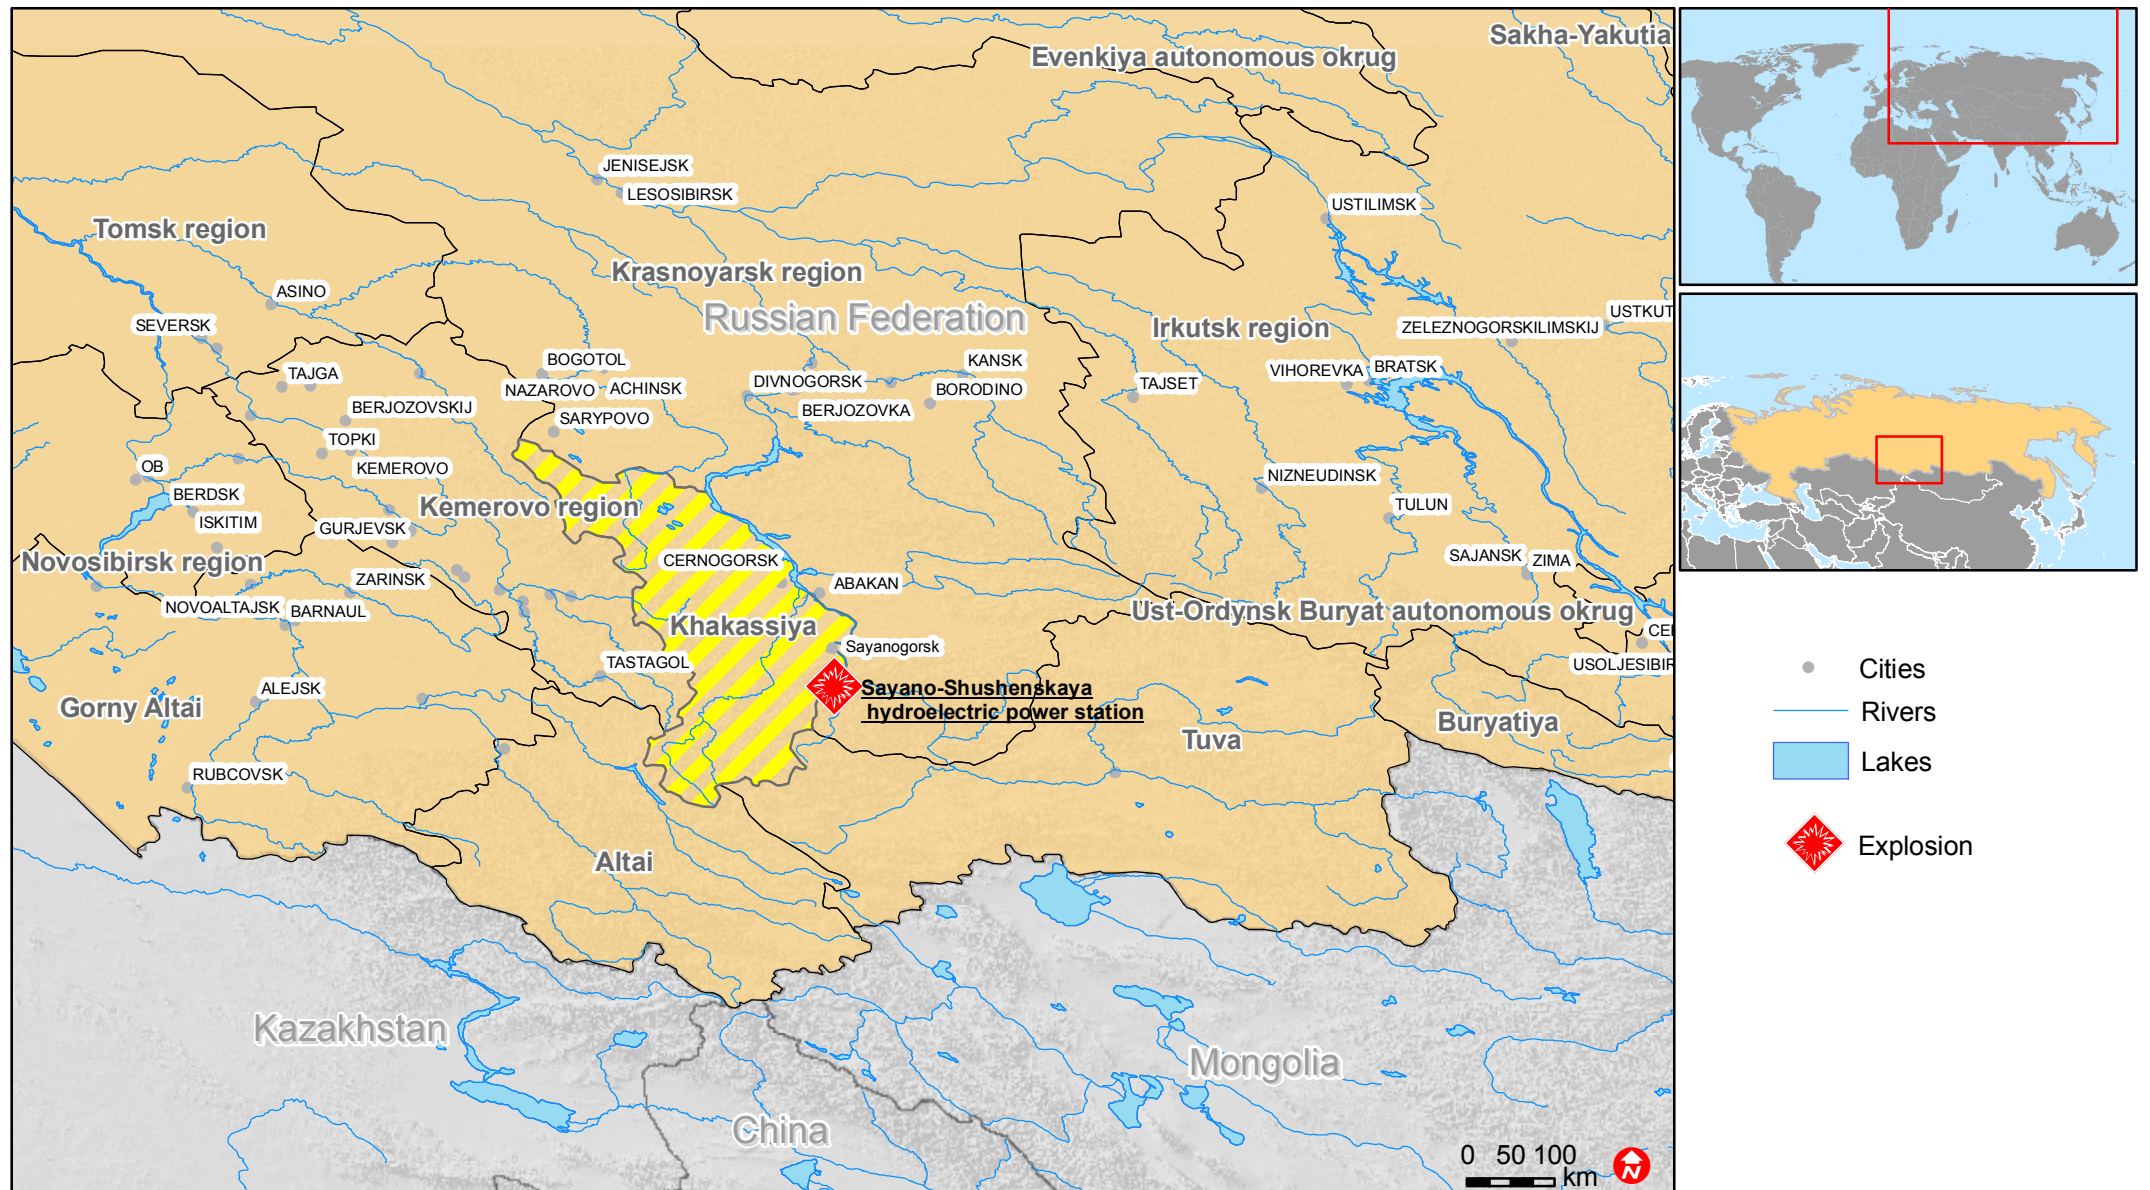 Sakha-Yakutia
Evenkiya autonomous okrug
JENISEJSK
LESOSIBIRSK
USTILIMSK
Tomsk region
Krasnoyarsk region
ASINO
Russian Federation
USTKUT
SEVERSK
Irkutsk region
ZELEZNOGORSKILIMSKIJ
BOGOTOL
KANSK
TAJGA
NAZAROVO
ACHINSK
DIVNOGORSK
BORODINO
TAJSET
VIHOREVKA
BRATSK
BERJOZOVSKIJ
SARYPOVO
BERJOZOVKA
TOPKI
OB
KEMEROVO
NIZNEUDINSK
BERDSK
Kemerovo region
TULUN
ISKITIM
GURJEVSK
Novosibirsk region
CERNOGORSK
SAJANSK
ZIMA
ZARINSK
ABAKAN
NOVOALTAJSK
BARNAUL
Ust-Ordynsk Buryat autonomous okrug
Khakassiya
CEI
Sayanogorsk
TASTAGOL
USOLJESIBIR
ALEJSK
Sayano-Shushenskaya
hydroelectric power station
Gorny Altai
Tuva
Buryatiya
RUBCOVSK
Altai
Kazakhstan
Mongolia
China
0 50 100
km
N
Cities
Rivers
Lakes
Explosion